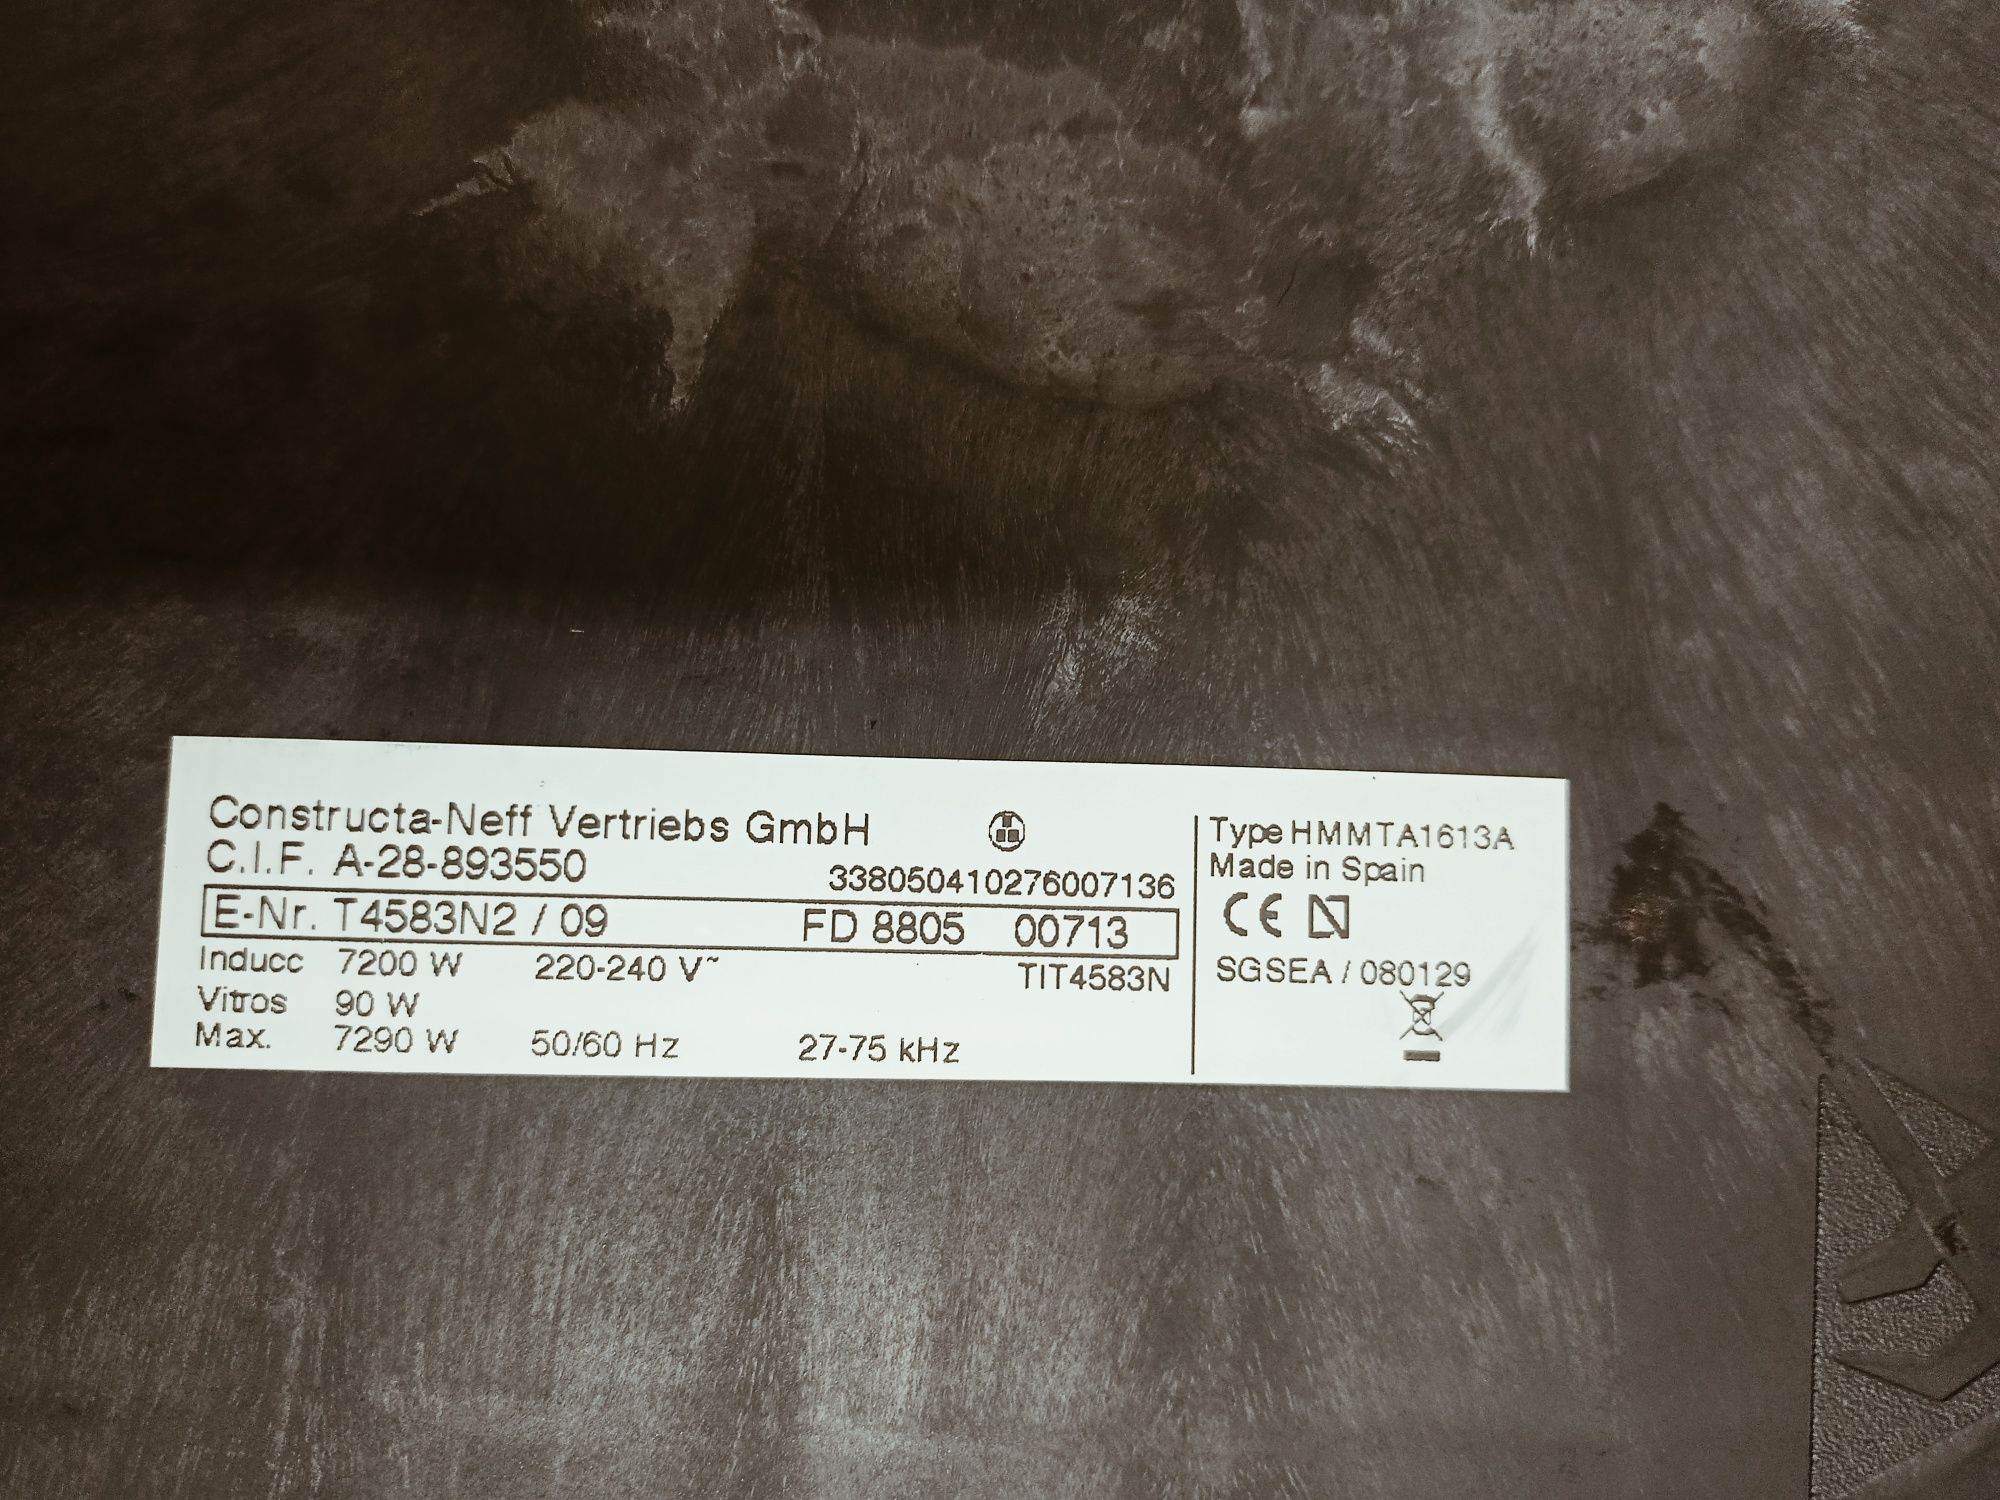 Constructa-Neff Vertriebs GmbH
C.I.F. A-28-893550
338050410276007136
E-Nr. T4583N2 / 09 FD 8805 00713
Inducc 7200 W 220-240 V~ TIT4583N
Vitros 90 W
Max. 7290 W 50/60 Hz 27-75 kHz
Type HMMTA1613A
Made in Spain
CE N
SGSEA / 080129